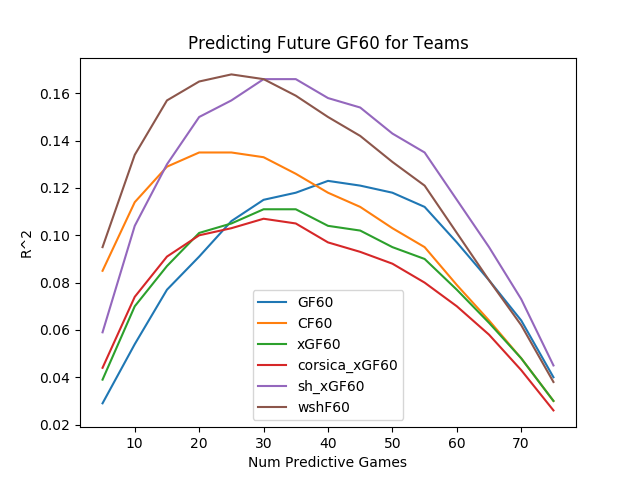 Predicting Future GF60 for Teams
R^2
0.16
0.14
0.12
0.10
0.08
0.06
0.04
0.02
GF60
CF60
xGF60
corsica_xGF60
sh_xGF60
wshF60
10 20 30 40 50 60 70
Num Predictive Games